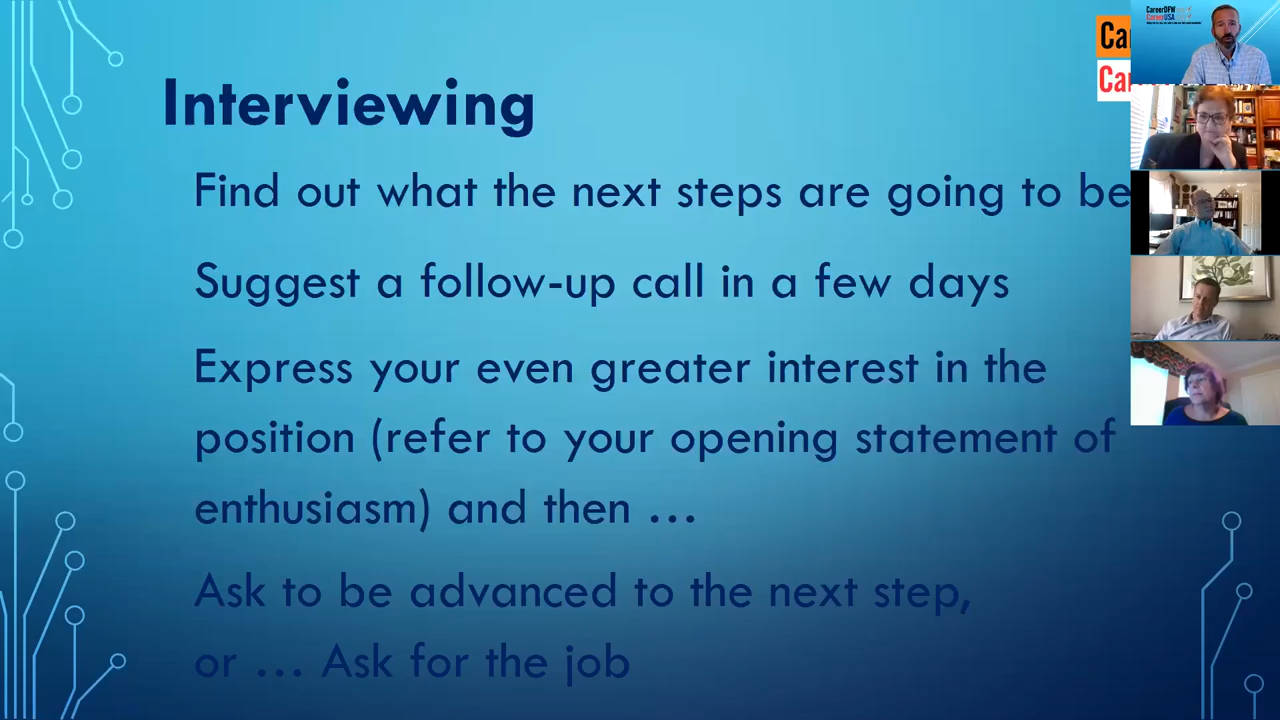 Interviewing
Find out what the next steps are going to be
Suggest a follow-up call in a few days
Express your even greater interest in the
position (refer to your opening statement of
enthusiasm) and then …
Ask to be advanced to the next step,
or … Ask for the job
CareerDFW
CareerUSA